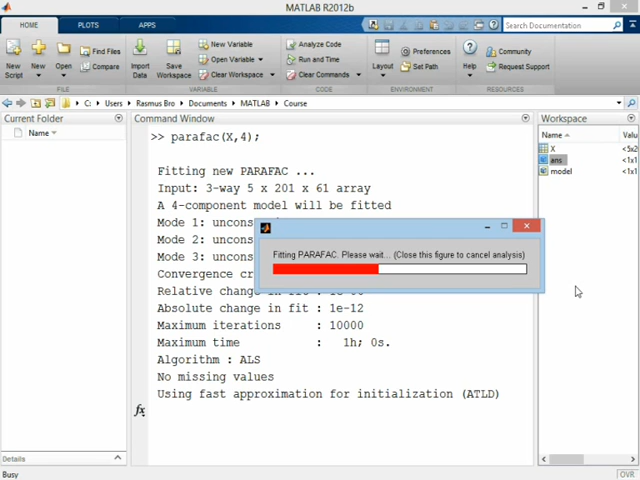 MATLAB R2012b
HOME PLOTS APPS
Search Documentation
New Script
New
Open
Find Files
Compare
Import Data
Save Workspace
New Variable
Open Variable
Clear Workspace
Analyze Code
Run and Time
Clear Commands
Layout
Preferences
Set Path
Help
Community
Request Support
FILE VARIABLE CODE ENVIRONMENT RESOURCES
C: Users Rasmus Bro Documents MATLAB Course
Current Folder
Name
Details
Command Window
>> parafac(X,4);
Fitting new PARAFAC ...
Input: 3-way 5 x 201 x 61 array
A 4-component model will be fitted
Mode 1: uncons
Mode 2: uncons
Mode 3: uncons
Convergence cr
Relative change in fit :
Absolute change in fit : 1e-12
Maximum iterations : 10000
Maximum time : 1h; 0s.
Algorithm : ALS
No missing values
Using fast approximation for initialization (ATLD)
fx
Fitting PARAFAC. Please wait... (Close this figure to cancel analysis)
Workspace
Name Valu
X <5x2
ans <1x1
model <1x1
Busy
OVR